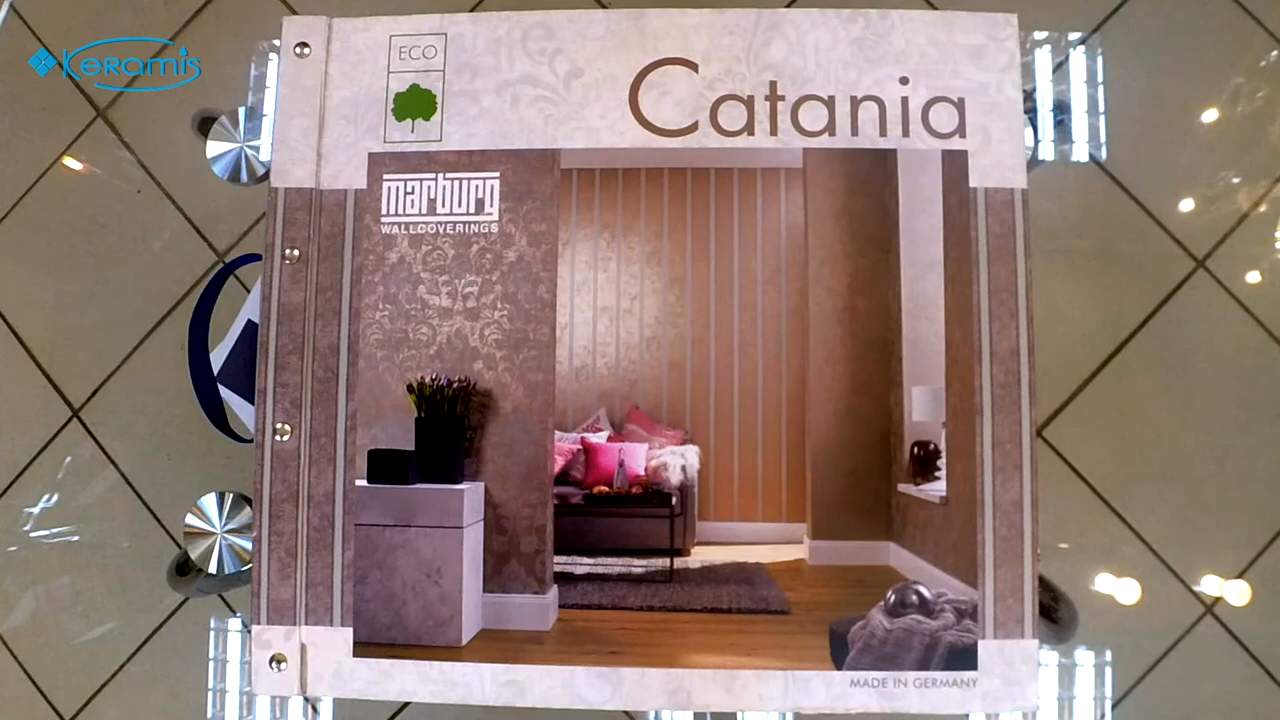 Keramis
ECO
Catania
marburg
WALLCOVERINGS
MADE IN GERMANY